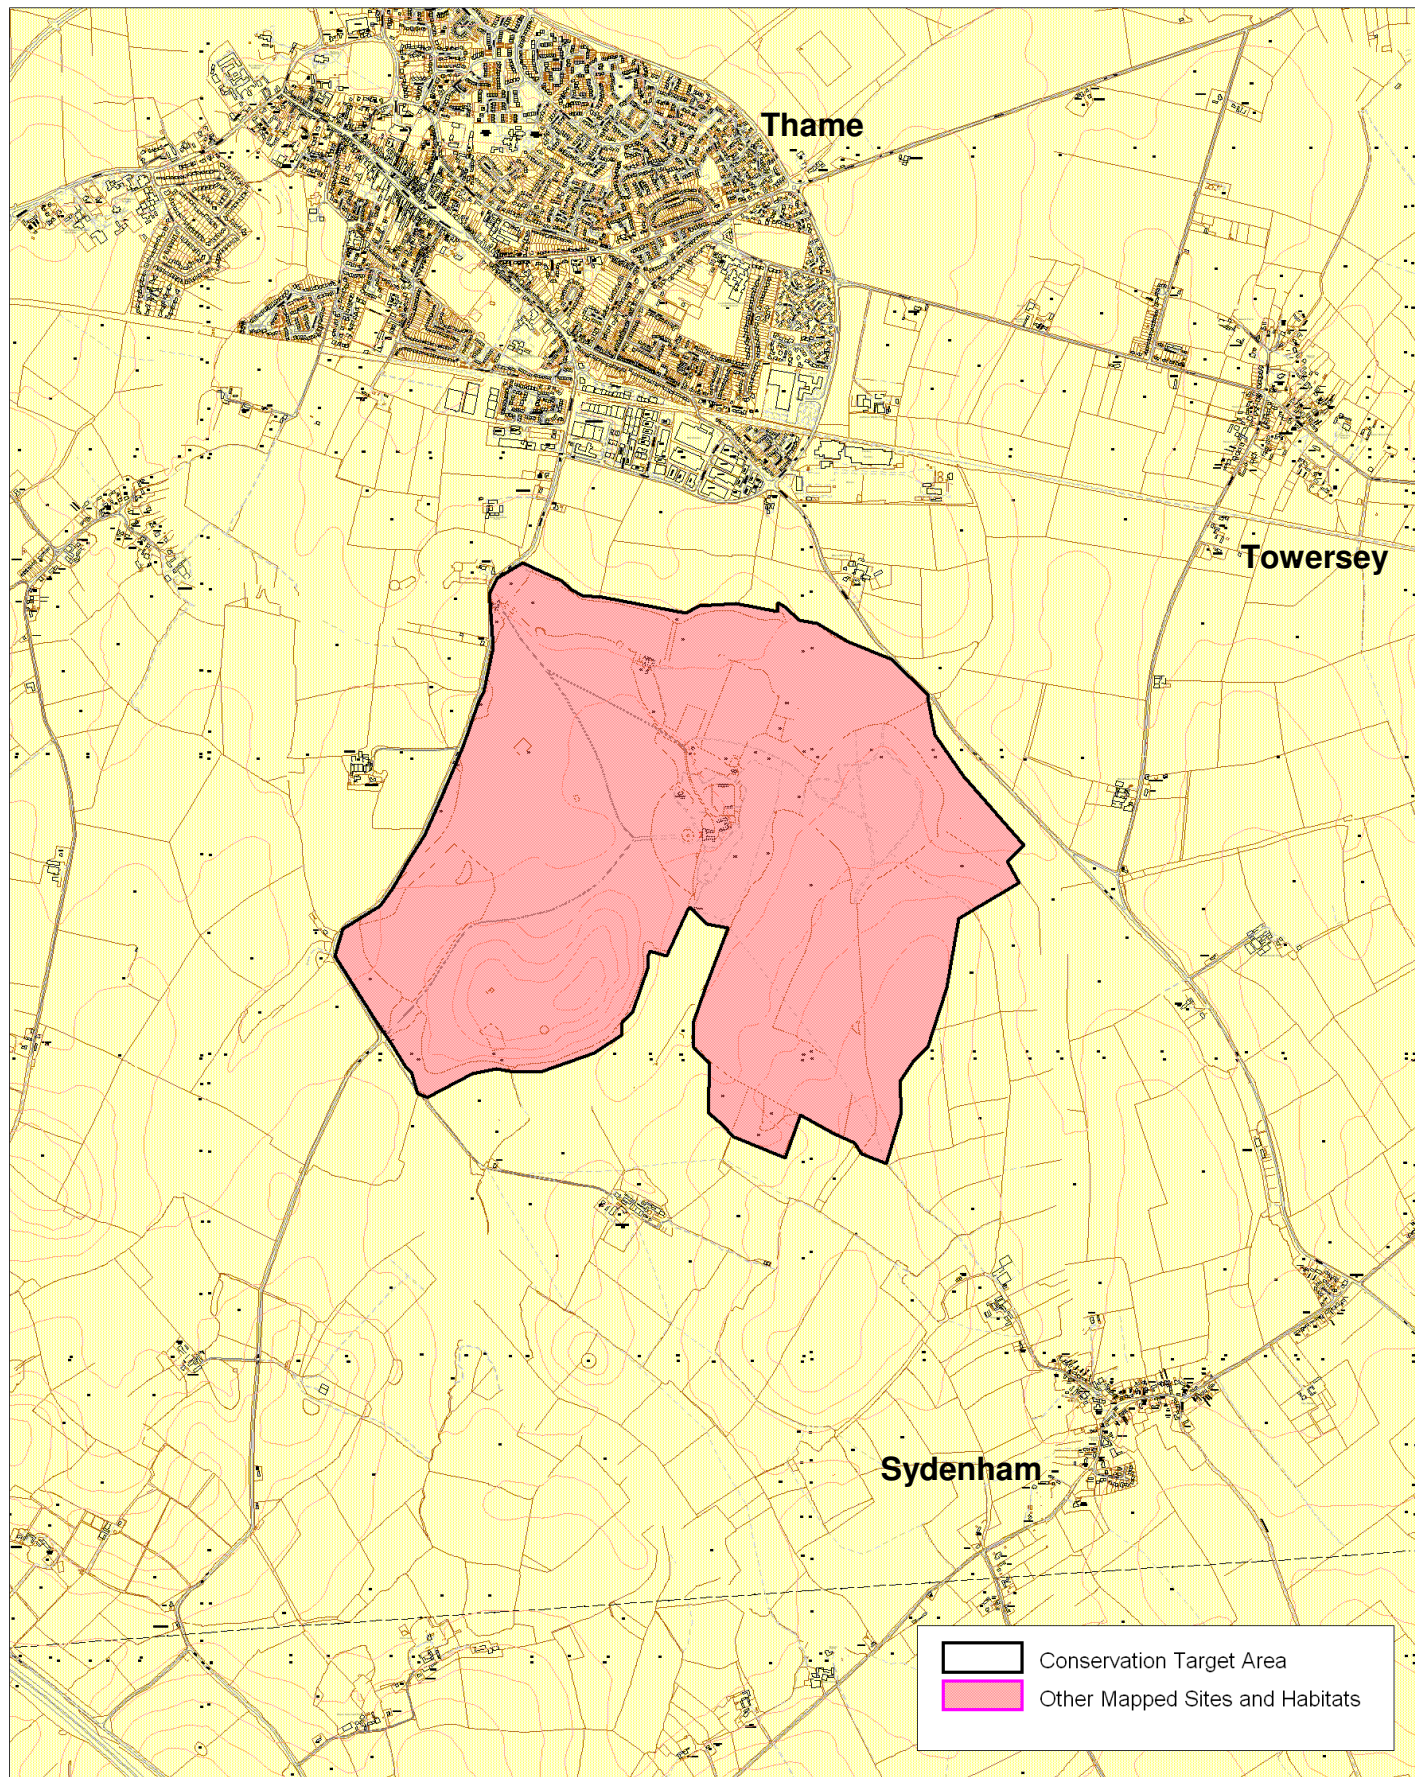 Thame
Towersey
Sydenham
Conservation Target Area
Other Mapped Sites and Habitats